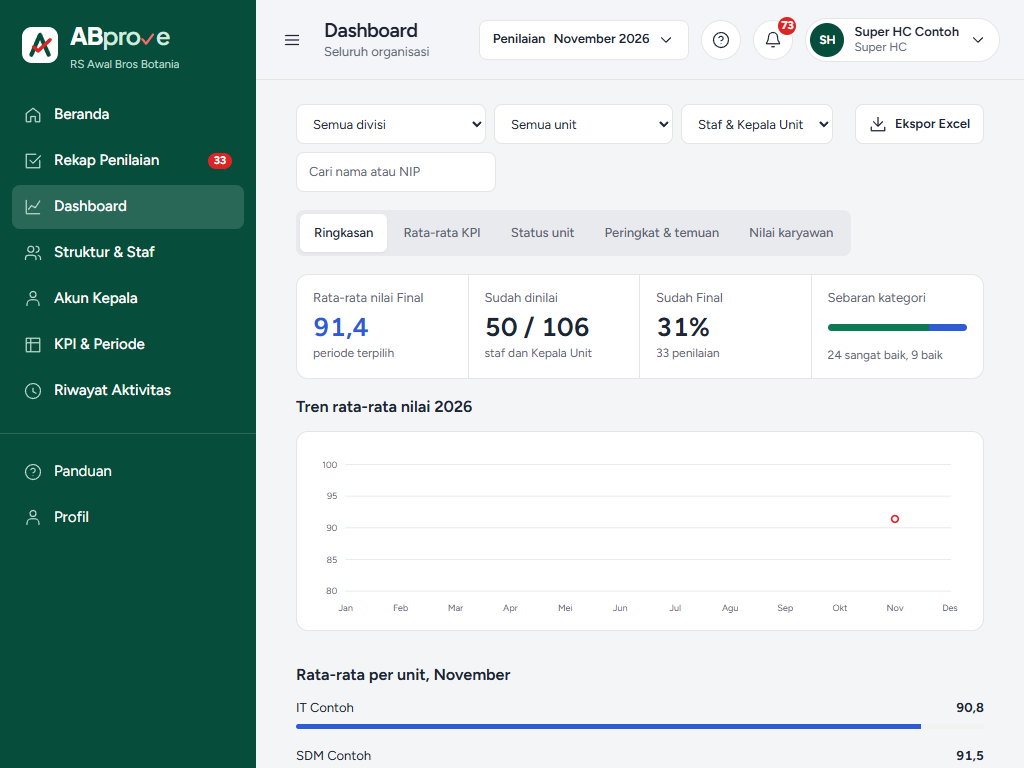 ABprove
RS Awal Bros Botania
Beranda
Rekap Penilaian 33
Dashboard
Struktur & Staf
Akun Kepala
KPI & Periode
Riwayat Aktivitas
Panduan
Profil
Dashboard
Seluruh organisasi
Penilaian November 2026
73
SH
Super HC Contoh
Super HC
Semua divisi
Semua unit
Staf & Kepala Unit
Ekspor Excel
Cari nama atau NIP
Ringkasan Rata-rata KPI Status unit Peringkat & temuan Nilai karyawan
Rata-rata nilai Final
91,4
periode terpilih
Sudah dinilai
50 / 106
staf dan Kepala Unit
Sudah Final
31%
33 penilaian
Sebaran kategori
24 sangat baik, 9 baik
Tren rata-rata nilai 2026
100
95
90
85
80
Jan Feb Mar Apr Mei Jun Jul Agu Sep Okt Nov Des
Rata-rata per unit, November
IT Contoh 90,8
SDM Contoh 91,5